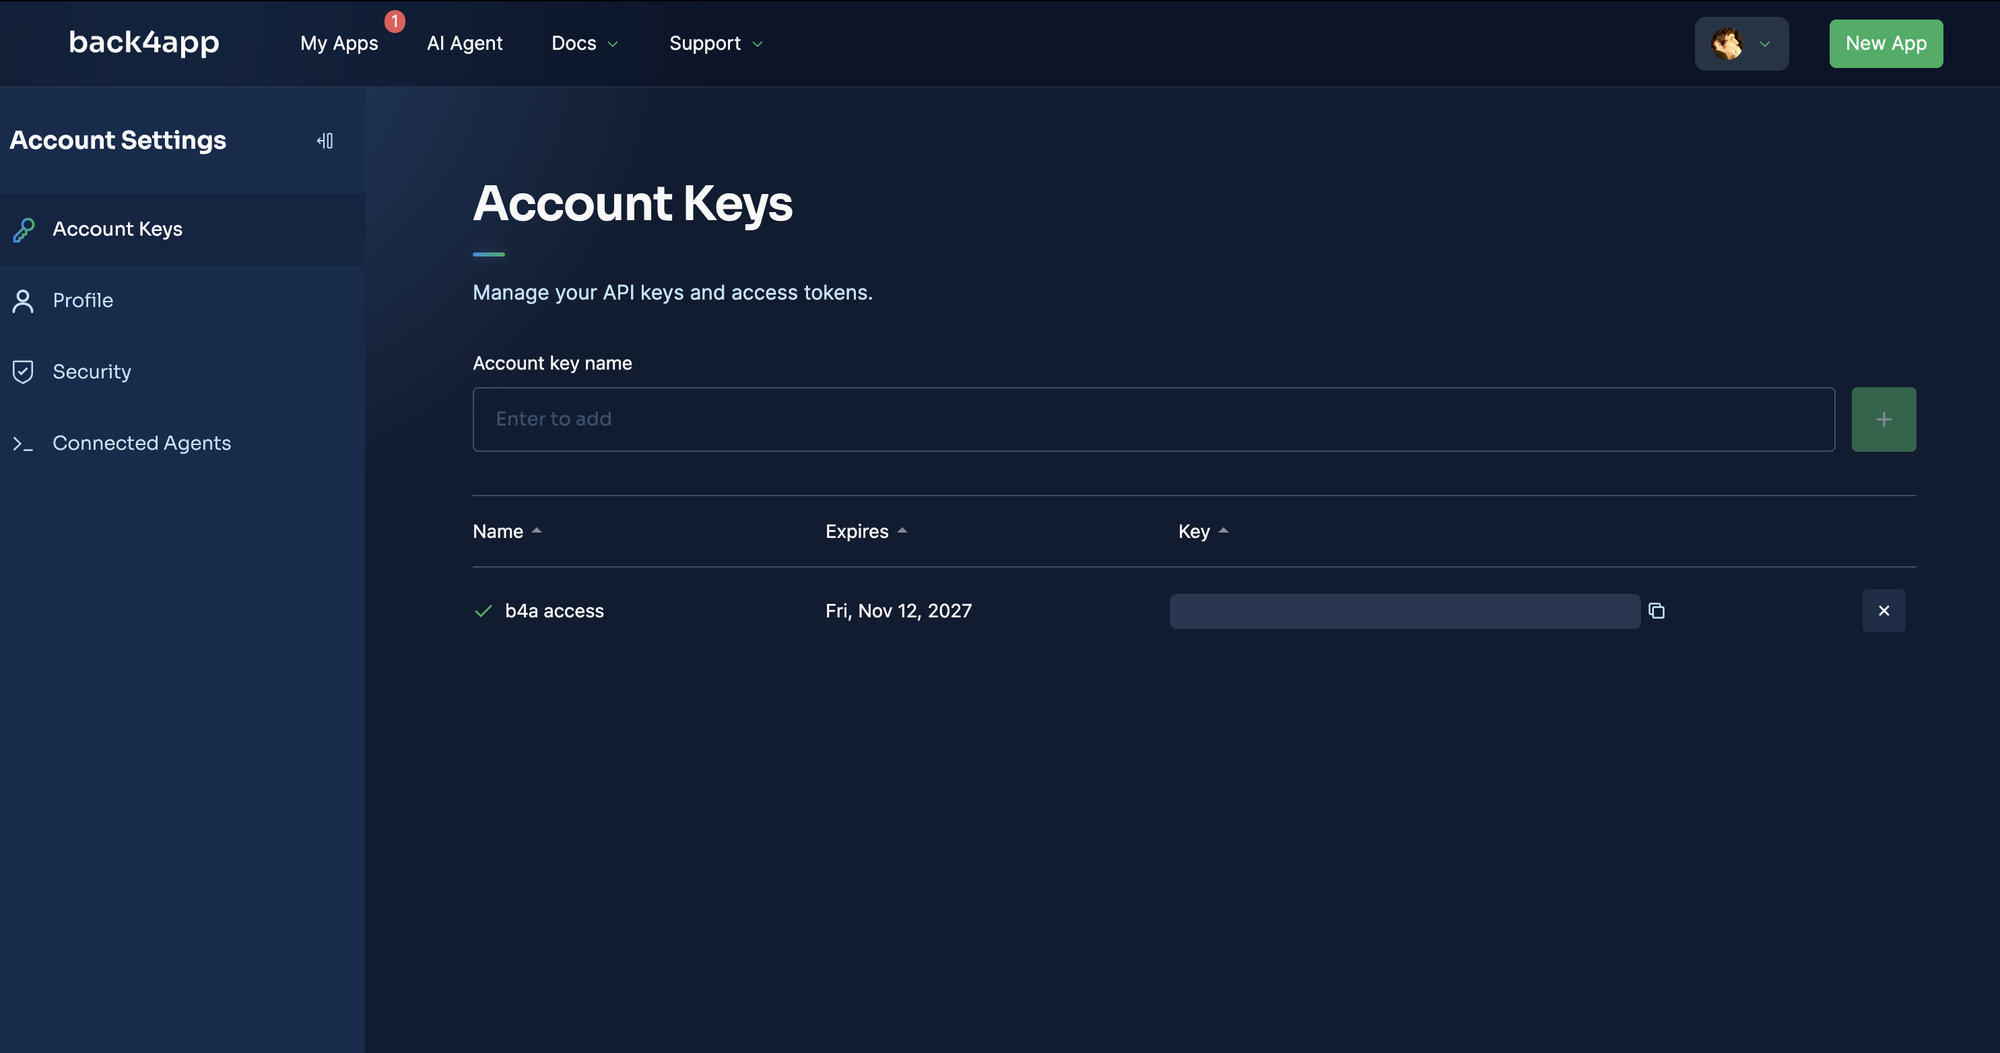 back4app
My Apps
1
AI Agent
Docs
Support
New App
Account Settings
Account Keys
Profile
Security
Connected Agents
Account Keys
Manage your API keys and access tokens.
Account key name
Enter to add
+
Name
Expires
Key
b4a access
Fri, Nov 12, 2027